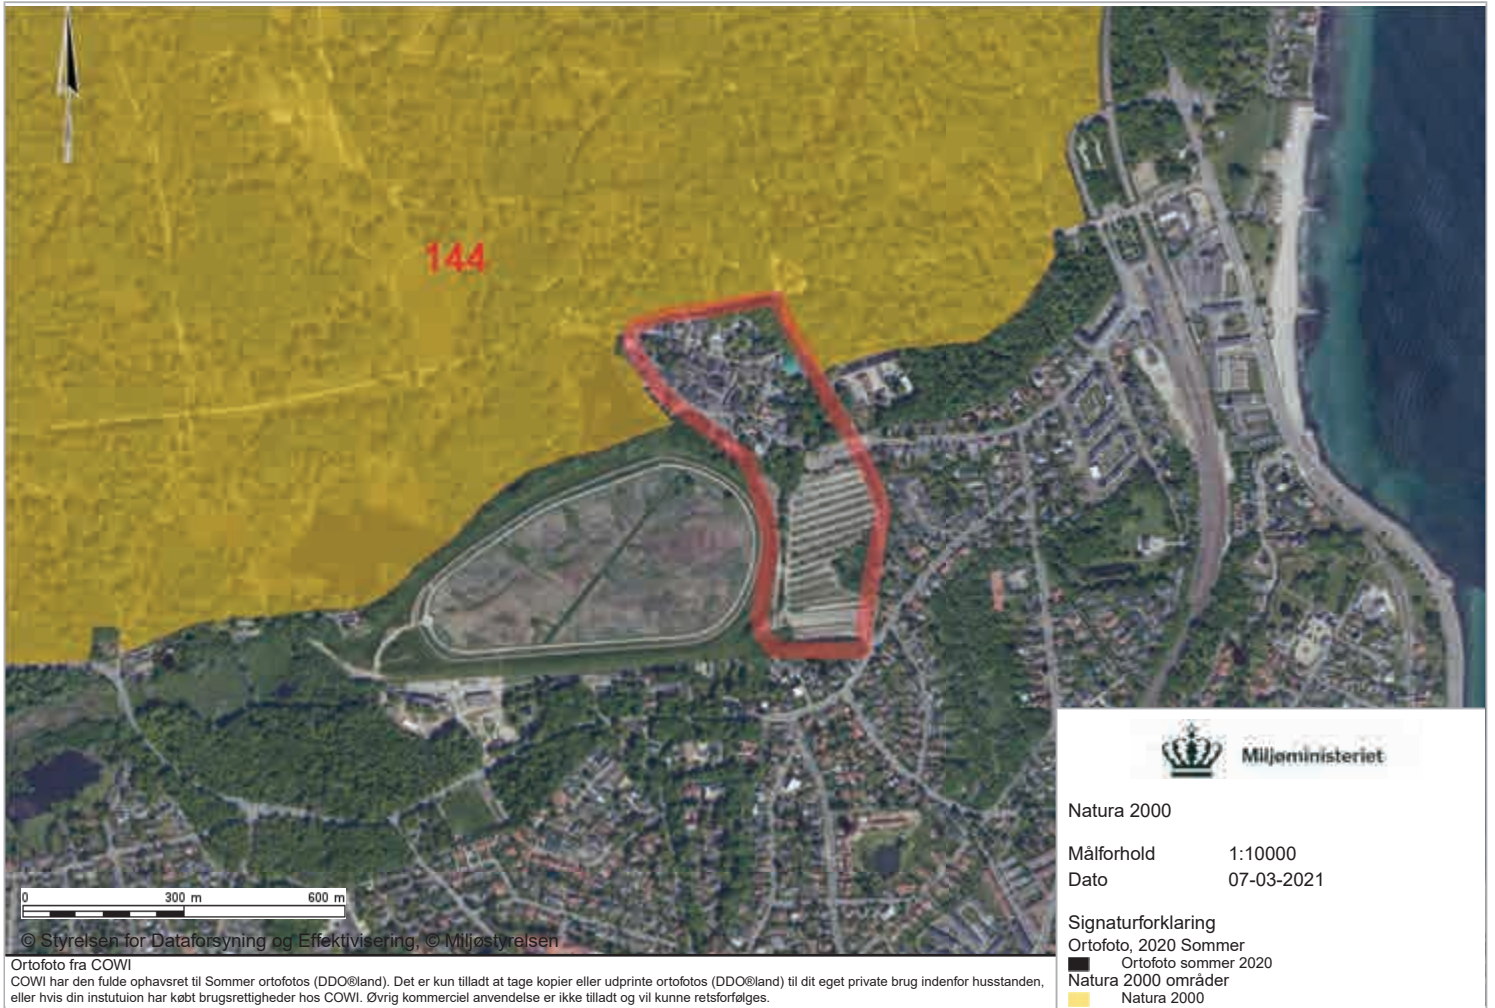 144
0 300 m 600 m
© Styrelsen for Dataforsyning og Effektivisering, © Miljøstyrelsen
Ortofoto fra COWI
COWI har den fulde ophavsret til Sommer ortofotos (DDO®land). Det er kun tilladt at tage kopier eller udprinte ortofotos (DDO®land) til dit eget private brug indenfor husstanden,
eller hvis din instutuion har købt brugsrettigheder hos COWI. Øvrig kommerciel anvendelse er ikke tilladt og vil kunne retsforfølges.
Miljøministeriet
Natura 2000
Målforhold 1:10000
Dato 07-03-2021
Signaturforklaring
Ortofoto, 2020 Sommer
Ortofoto sommer 2020
Natura 2000 områder
Natura 2000